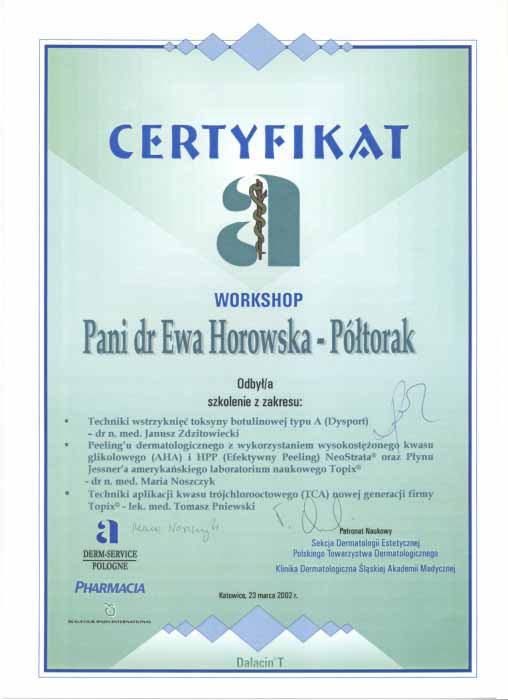 CERTYFIKAT
a
WORKSHOP
Pani dr Ewa Horowska - Półtorak
Odbył/a
szkolenie z zakresu:
• Techniki wstrzyknięć toksyny botulinowej typu A (Dysport)
– dr n. med. Janusz Zdzitowiecki
• Peeling'u dermatologicznego z wykorzystaniem wysokostężonego kwasu
glikolowego (AHA) i HPP (Efektywny Peeling) NeoStrata® oraz Płynu
Jessner'a amerykańskiego laboratorium naukowego Topix®
- dr n. med. Maria Noszczyk
• Techniki aplikacji kwasu trójchlorooctowego (TCA) nowej generacji firmy
Topix® - lek. med. Tomasz Pniewski
a
DERM-SERVICE
POLOGNE
Maria Noszczyk
Patronat Naukowy
Sekcja Dermatologii Estetycznej
Polskiego Towarzystwa Dermatologicznego
Klinika Dermatologiczna Śląskiej Akademii Medycznej
PHARMACIA
Katowice, 23 marca 2002 r.
BEAUFOUR IPSEN INTERNATIONAL
Dalacin® T